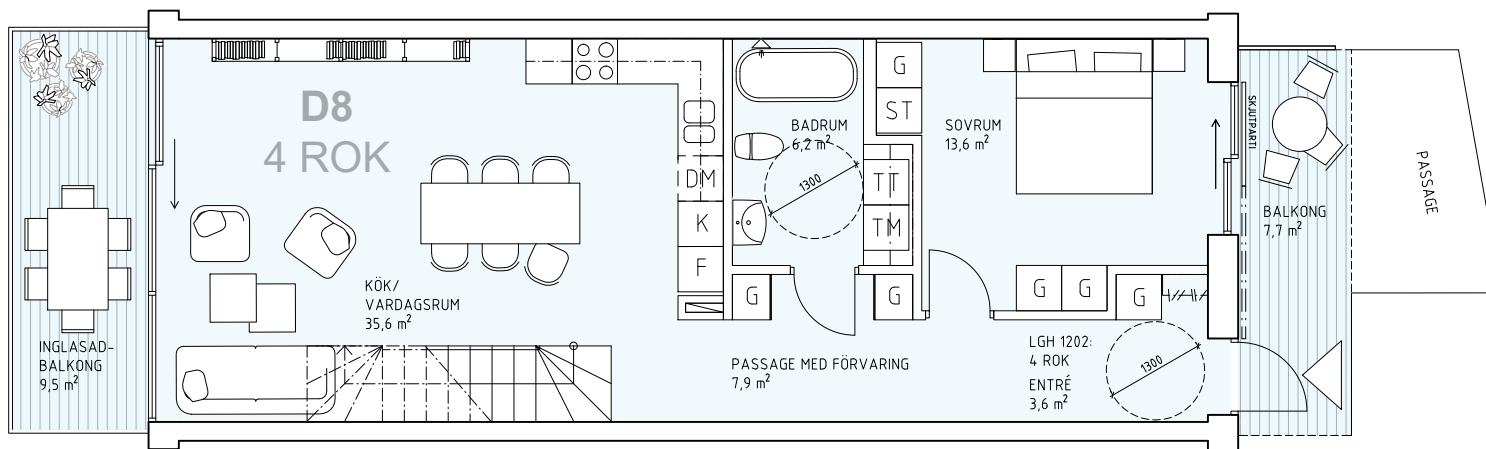 D8
4 ROK
INGLASAD-
BALKONG
9,5 m²
KÖK/
VARDAGSRUM
35,6 m²
DM
K
F
BADRUM
6,2 m²
1300
G
ST
TT
TM
G
G
SOVRUM
13,6 m²
G
G
G
PASSAGE MED FÖRVARING
7,9 m²
LGH 1202:
4 ROK
ENTRÉ
3,6 m²
1300
SKJUTPARTI
BALKONG
7,7 m²
PASSAGE